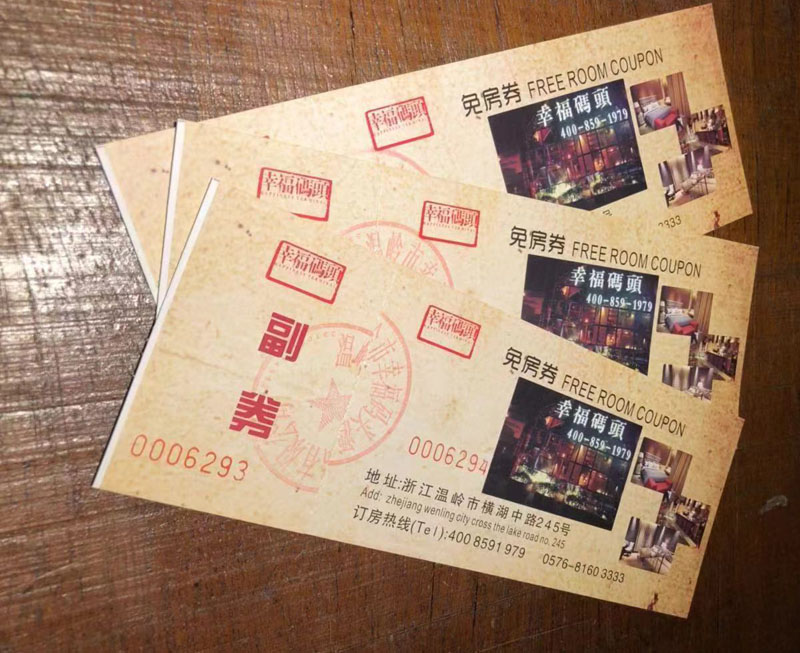 幸福碼頭
免房券 FREE ROOM COUPON
幸福碼頭
400-859-1979
3333
幸福碼頭
幸福碼頭
免房券 FREE ROOM COUPON
幸福碼頭
400-859-1979
幸福碼頭
幸福碼頭
副券
0006293
0006294
免房券 FREE ROOM COUPON
幸福碼頭
400-859-1979
地址:浙江温岭市横湖中路245号
Add: zhejiang wenling city cross the lake road no. 245
订房热线(Tel):400 8591 979 0576-8160 3333